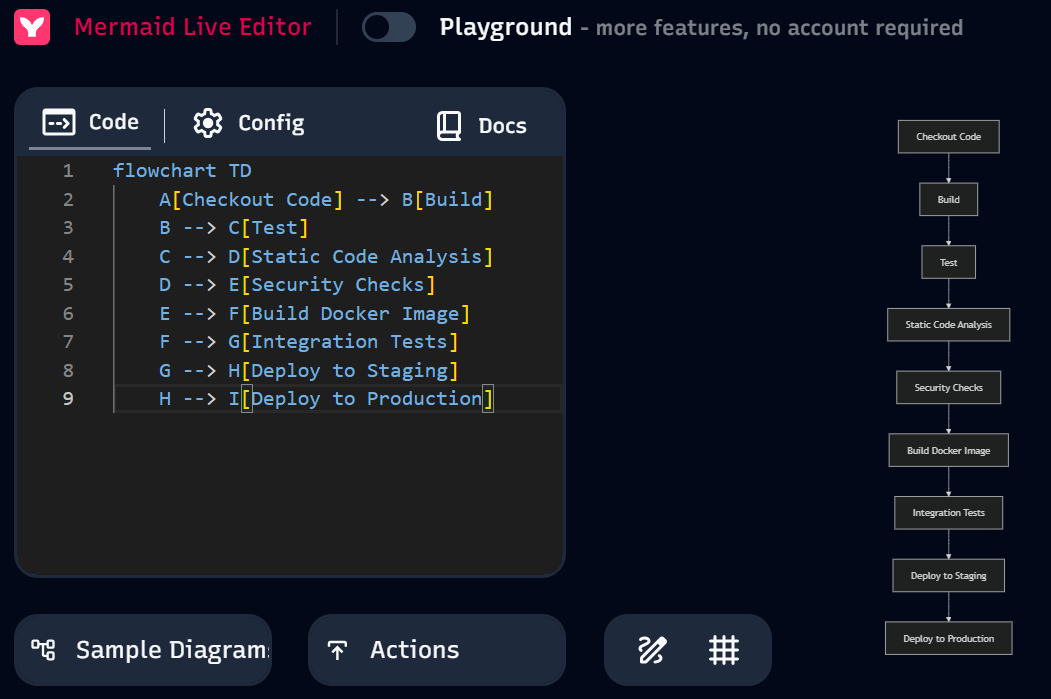 Mermaid Live Editor
Playground - more features, no account required
Code
Config
Docs
1 flowchart TD
2 A[Checkout Code] --> B[Build]
3 B --> C[Test]
4 C --> D[Static Code Analysis]
5 D --> E[Security Checks]
6 E --> F[Build Docker Image]
7 F --> G[Integration Tests]
8 G --> H[Deploy to Staging]
9 H --> I[Deploy to Production]
Sample Diagram
Actions
Checkout Code
Build
Test
Static Code Analysis
Security Checks
Build Docker Image
Integration Tests
Deploy to Staging
Deploy to Production